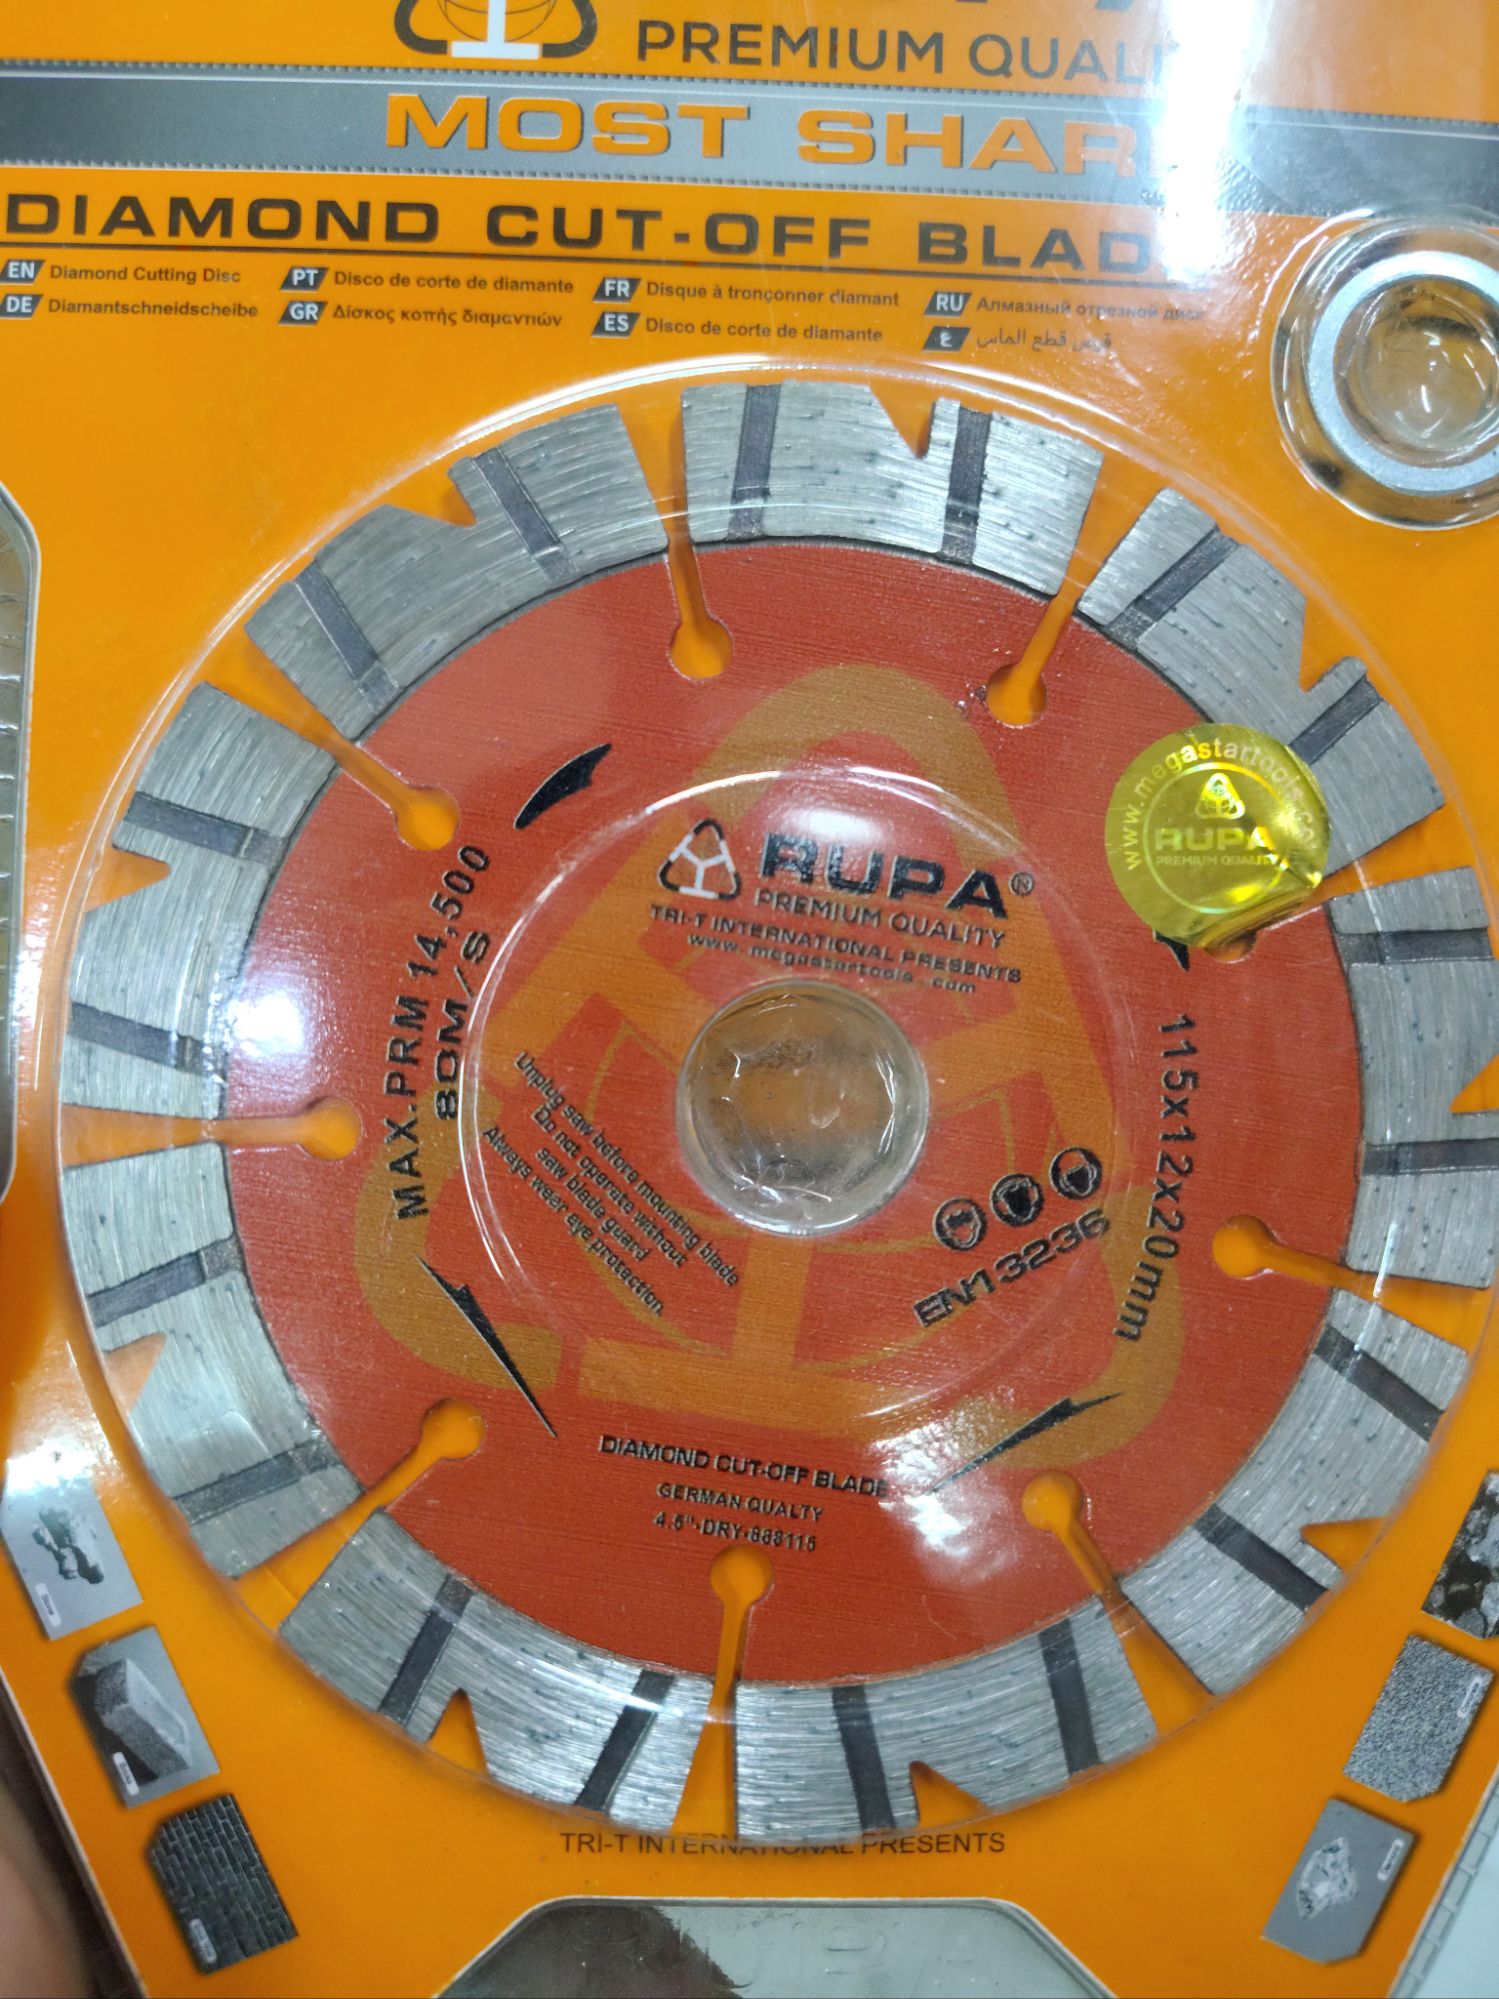 PREMIUM QUALI
MOST SHAR
DIAMOND CUT-OFF BLAD
EN Diamond Cutting Disc
PT Disco de corte de diamante
FR Disque à tronçonner diamant
RU Алмазный отрезной диск
DE Diamantschneidscheibe
GR Δίσκος κοπής διαμαντιών
ES Disco de corte de diamante
ع قرص قطع الماس
www.megastartools.co
RUPA
PREMIUM QUALITY
RUPA®
PREMIUM QUALITY
TRI-T INTERNATIONAL PRESENTS
www.megastartools.com
MAX.PRM 14,500
80M/S
115x12x20mm
Unplug saw before mounting blade
Do not operate without
saw blade guard
Always wear eye protection.
EN13236
DIAMOND CUT-OFF BLADE
GERMAN QUALTY
4.5"-DRY-888115
TRI-T INTERNATIONAL PRESENTS